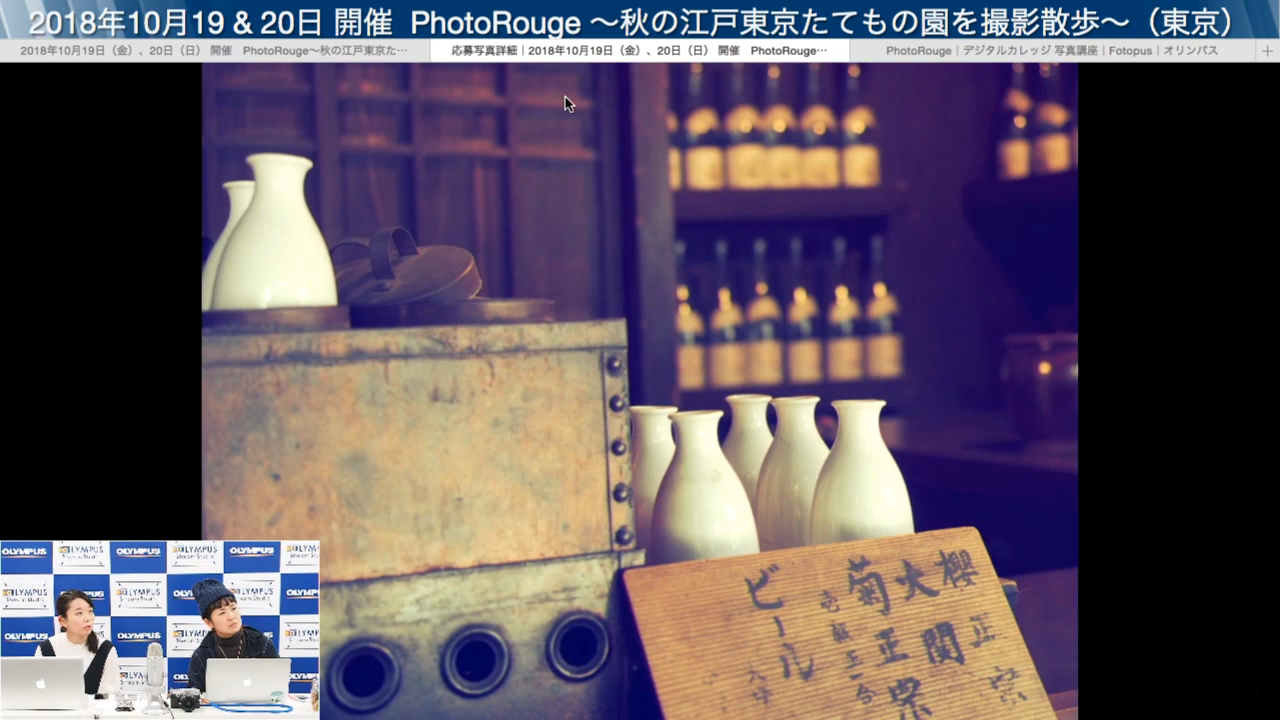 2018年10月19 & 20日 開催 PhotoRouge ～秋の江戸東京たてもの園を撮影散歩～（東京）
2018年10月19日（金）、20日（日） 開催 PhotoRouge～秋の江戸東京た…
応募写真詳細｜2018年10月19日（金）、20日（日） 開催 PhotoRouge…
PhotoRouge｜デジタルカレッジ 写真講座｜Fotopus｜オリンパス
櫻正宗
大関
菊正宗
ビール
OLYMPUS
OLYMPUS
OLYMPUS
OLYMPUS
OLYMPUS